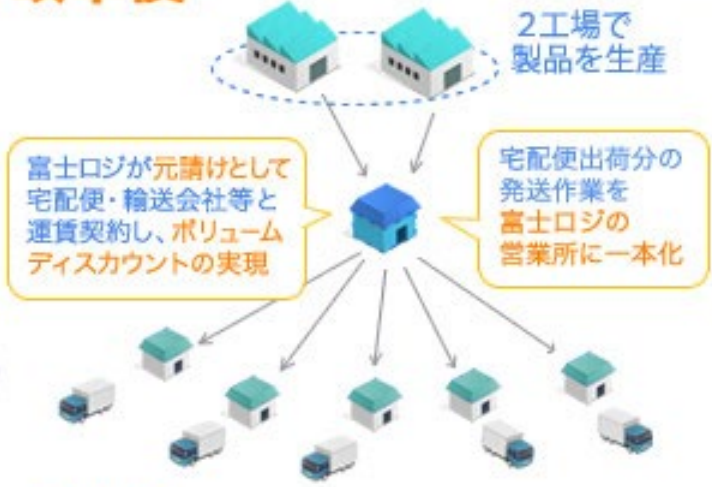 2工場で
製品を生産
富士ロジが元請けとして
宅配便・輸送会社等と
運賃契約し、ボリューム
ディスカウントの実現
宅配便出荷分の
発送作業を
富士ロジの
営業所に一本化